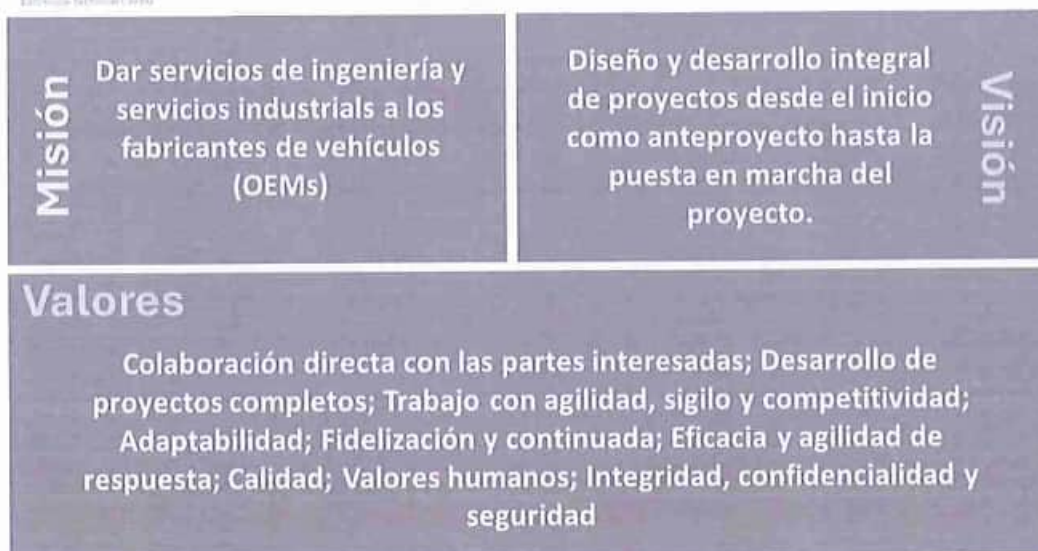 Misión
Dar servicios de ingeniería y
servicios industrials a los
fabricantes de vehículos
(OEMs)
Visión
Diseño y desarrollo integral
de proyectos desde el inicio
como anteproyecto hasta la
puesta en marcha del
proyecto.
Valores
Colaboración directa con las partes interesadas; Desarrollo de
proyectos completos; Trabajo con agilidad, sigilo y competitividad;
Adaptabilidad; Fidelización y continuada; Eficacia y agilidad de
respuesta; Calidad; Valores humanos; Integridad, confidencialidad y
seguridad